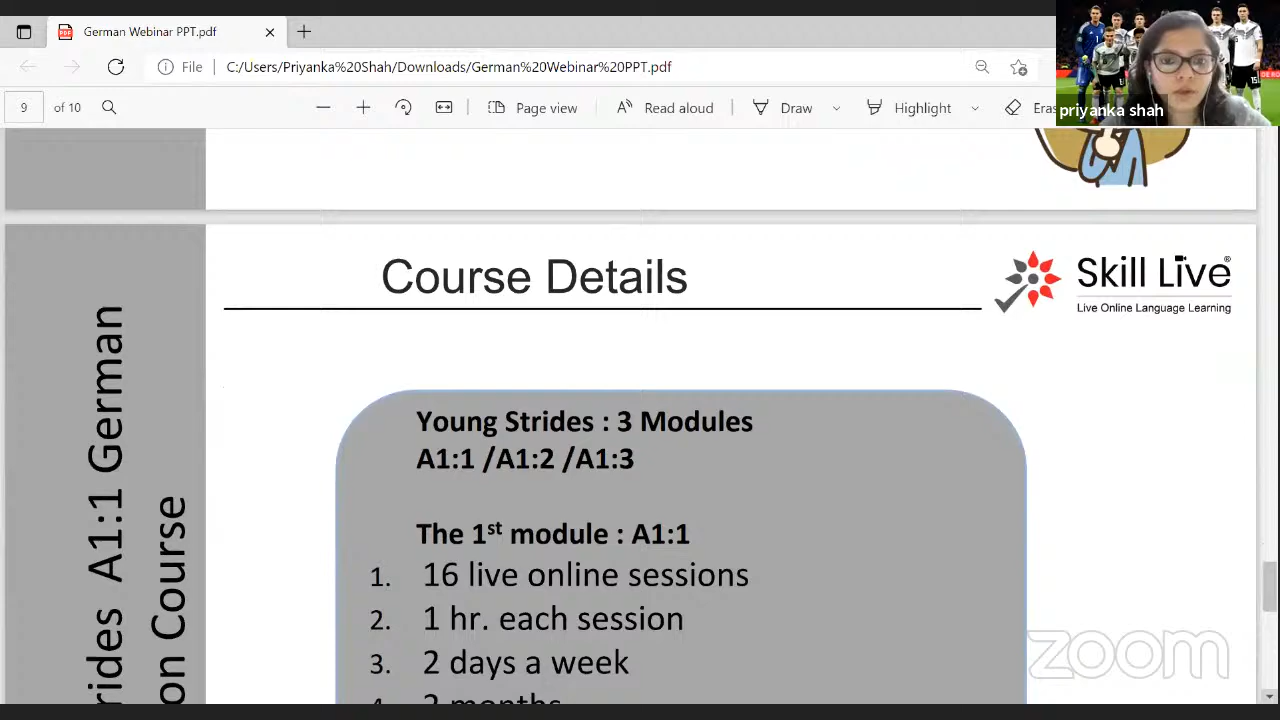 German Webinar PPT.pdf
File
C:/Users/Priyanka%20Shah/Downloads/German%20Webinar%20PPT.pdf
9
of 10
Page view
Read aloud
Draw
Highlight
priyanka shah
Course Details
Skill Live®
Live Online Language Learning
Young Strides : 3 Modules
A1:1 /A1:2 /A1:3
The 1st module : A1:1
1. 16 live online sessions
2. 1 hr. each session
3. 2 days a week
rides A1:1 German
on Course
zoom